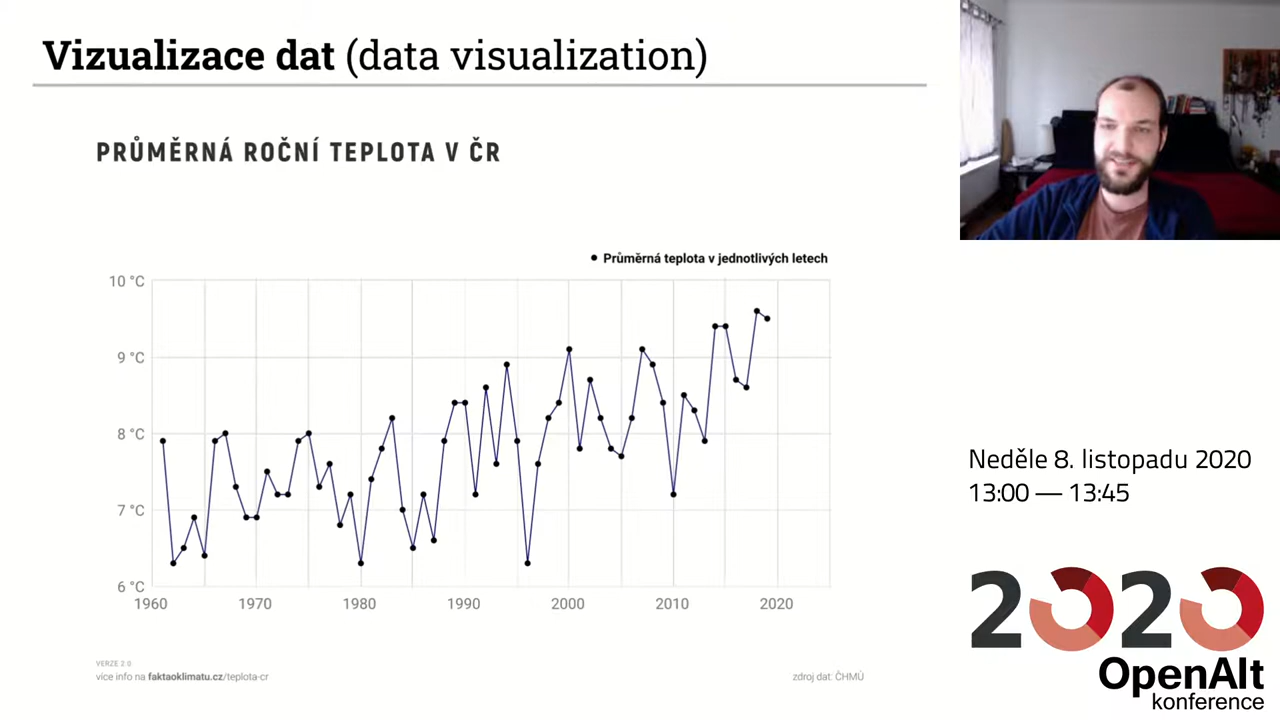 Vizualizace dat (data visualization)
PRŮMĚRNÁ ROČNÍ TEPLOTA V ČR
Průměrná teplota v jednotlivých letech
10 °C
9 °C
8 °C
7 °C
6 °C
1960 1970 1980 1990 2000 2010 2020
VERZE 2.0
více info na faktaoklimatu.cz/teplota-cr
zdroj dat: ČHMÚ
Neděle 8. listopadu 2020
13:00 — 13:45
2020
OpenAlt
konference